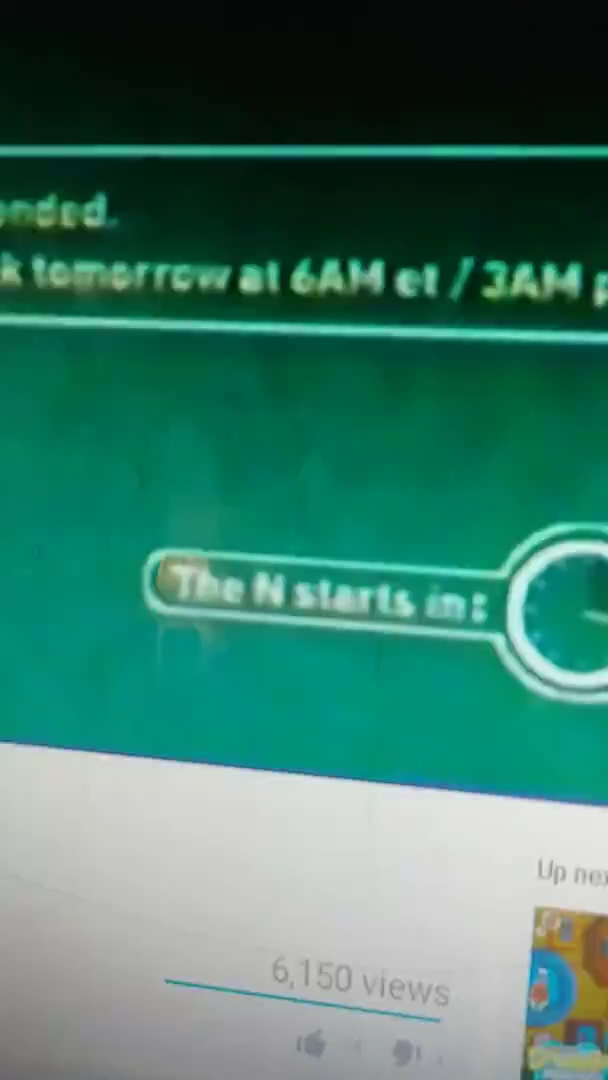 ended.
k tomorrow at 6AM et / 3AM p
The N starts in:
Up nex
6,150 views